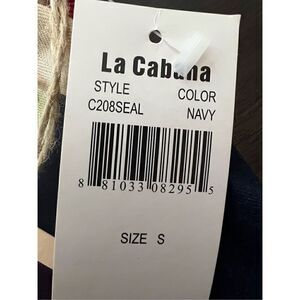 La Cabana
STYLE COLOR
C208SEAL NAVY
8 81033 08295 5
SIZE S